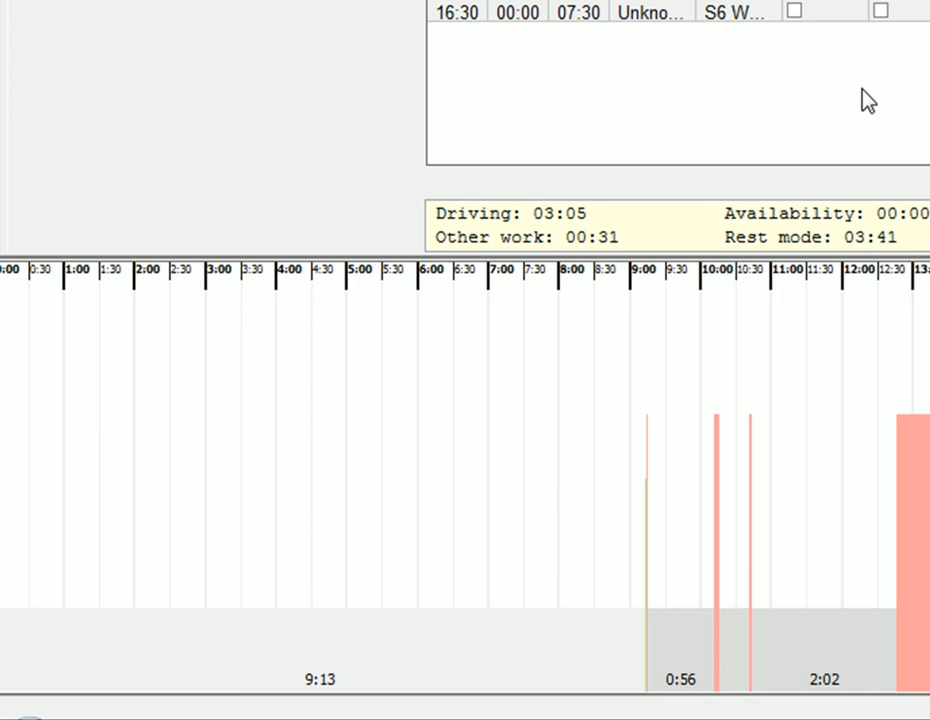 16:30 00:00 07:30 Unkno... S6 W...
Driving: 03:05 Availability: 00:00
Other work: 00:31 Rest mode: 03:41
:00 0:30 1:00 1:30 2:00 2:30 3:00 3:30 4:00 4:30 5:00 5:30 6:00 6:30 7:00 7:30 8:00 8:30 9:00 9:30 10:00 10:30 11:00 11:30 12:00 12:30 13:
9:13 0:56 2:02